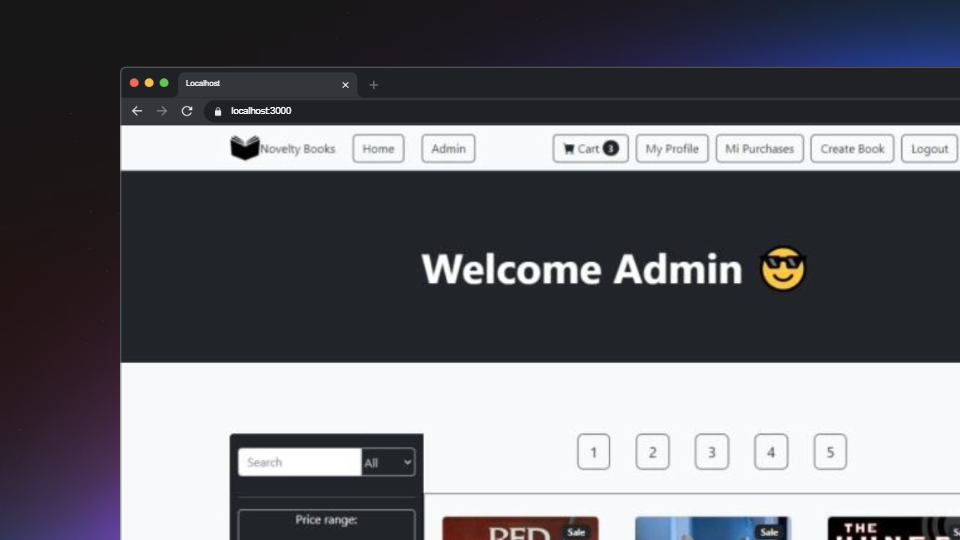 Localhost
localhost:3000
Novelty Books Home Admin Cart 3 My Profile Mi Purchases Create Book Logout
Welcome Admin
1 2 3 4 5
Search All
Price range:
RED Sale Sale THE